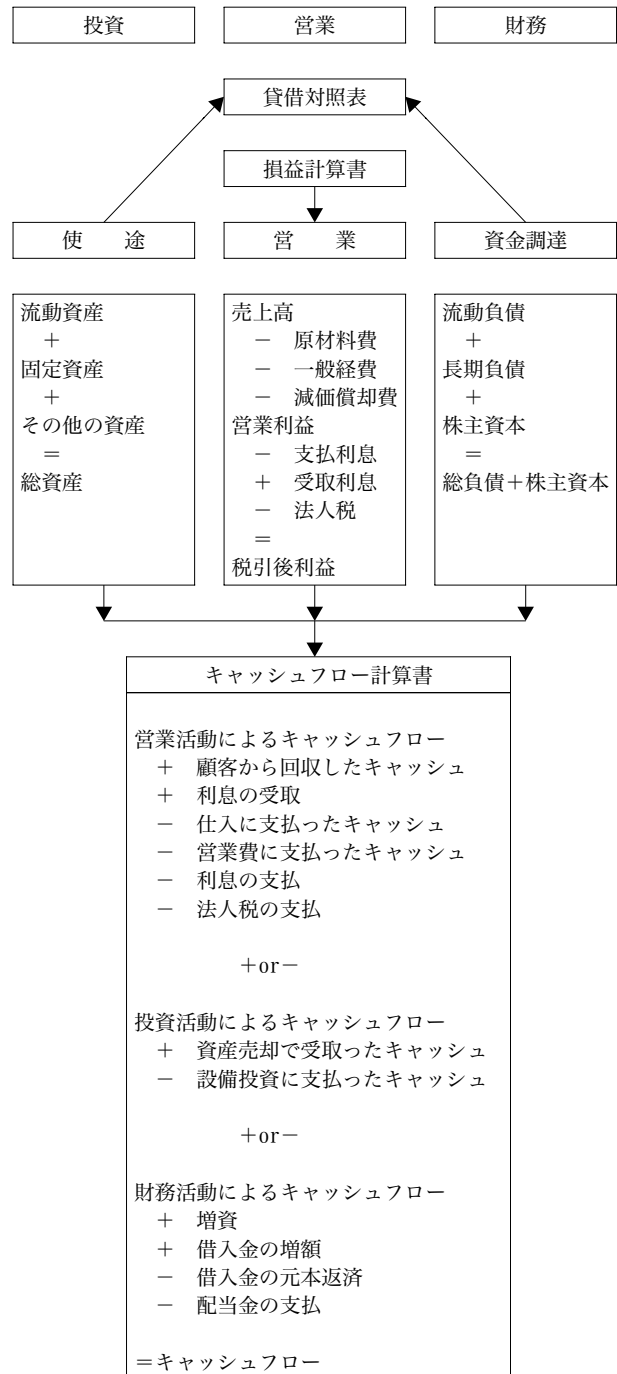 投資
営業
財務
貸借対照表
損益計算書
使　途
営　業
資金調達
流動資産
＋
固定資産
＋
その他の資産
＝
総資産
売上高
－　原材料費
－　一般経費
－　減価償却費
営業利益
－　支払利息
＋　受取利息
－　法人税
＝
税引後利益
流動負債
＋
長期負債
＋
株主資本
＝
総負債＋株主資本
キャッシュフロー計算書
営業活動によるキャッシュフロー
＋　顧客から回収したキャッシュ
＋　利息の受取
－　仕入に支払ったキャッシュ
－　営業費に支払ったキャッシュ
－　利息の支払
－　法人税の支払
＋or－
投資活動によるキャッシュフロー
＋　資産売却で受取ったキャッシュ
－　設備投資に支払ったキャッシュ
＋or－
財務活動によるキャッシュフロー
＋　増資
＋　借入金の増額
－　借入金の元本返済
－　配当金の支払
＝キャッシュフロー